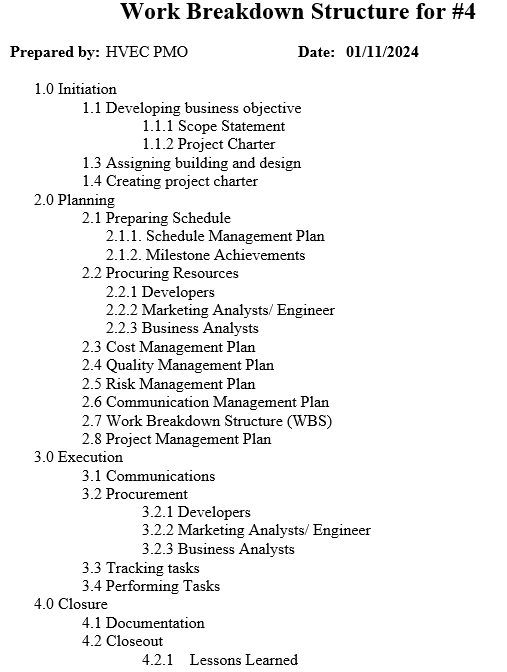 Work Breakdown Structure for #4
Prepared by: HVEC PMO Date: 01/11/2024
1.0 Initiation
1.1 Developing business objective
1.1.1 Scope Statement
1.1.2 Project Charter
1.3 Assigning building and design
1.4 Creating project charter
2.0 Planning
2.1 Preparing Schedule
2.1.1. Schedule Management Plan
2.1.2. Milestone Achievements
2.2 Procuring Resources
2.2.1 Developers
2.2.2 Marketing Analysts/ Engineer
2.2.3 Business Analysts
2.3 Cost Management Plan
2.4 Quality Management Plan
2.5 Risk Management Plan
2.6 Communication Management Plan
2.7 Work Breakdown Structure (WBS)
2.8 Project Management Plan
3.0 Execution
3.1 Communications
3.2 Procurement
3.2.1 Developers
3.2.2 Marketing Analysts/ Engineer
3.2.3 Business Analysts
3.3 Tracking tasks
3.4 Performing Tasks
4.0 Closure
4.1 Documentation
4.2 Closeout
4.2.1 Lessons Learned